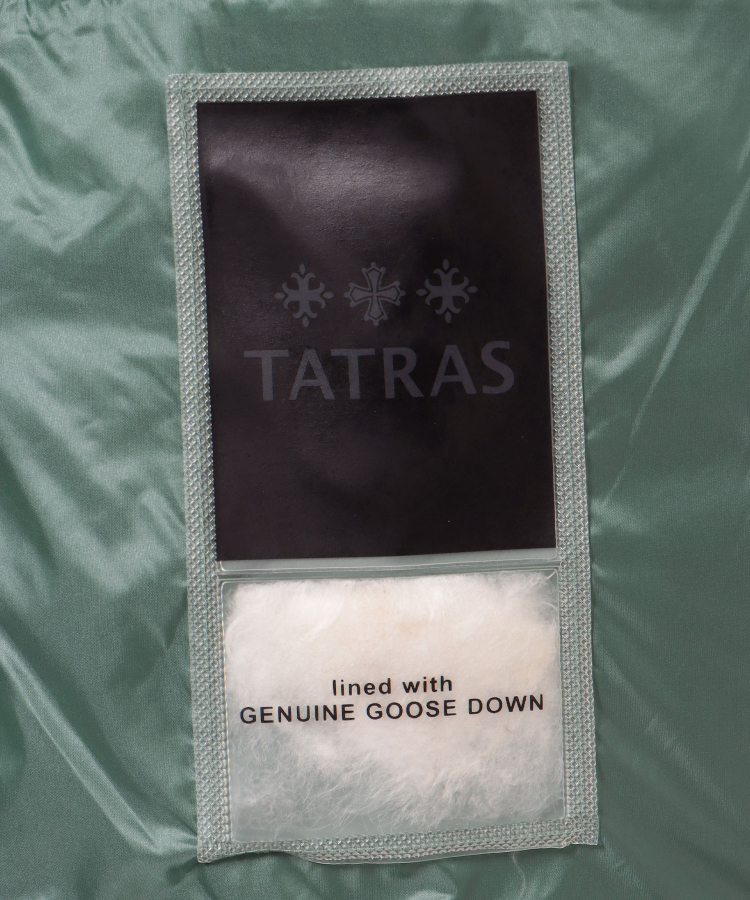 TATRAS
lined with
GENUINE GOOSE DOWN